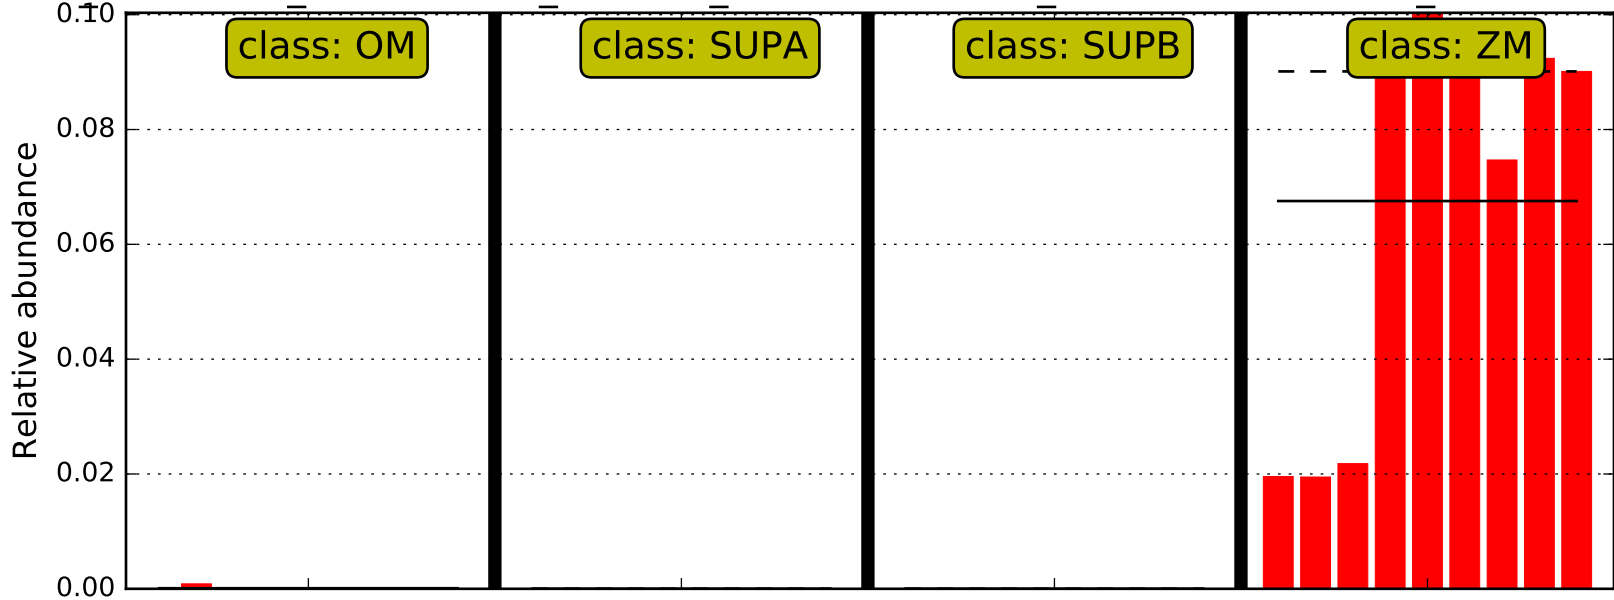 0.10
class: OM
class: SUPA
class: SUPB
class: ZM
0.08
0.06
0.04
0.02
0.00
Relative abundance